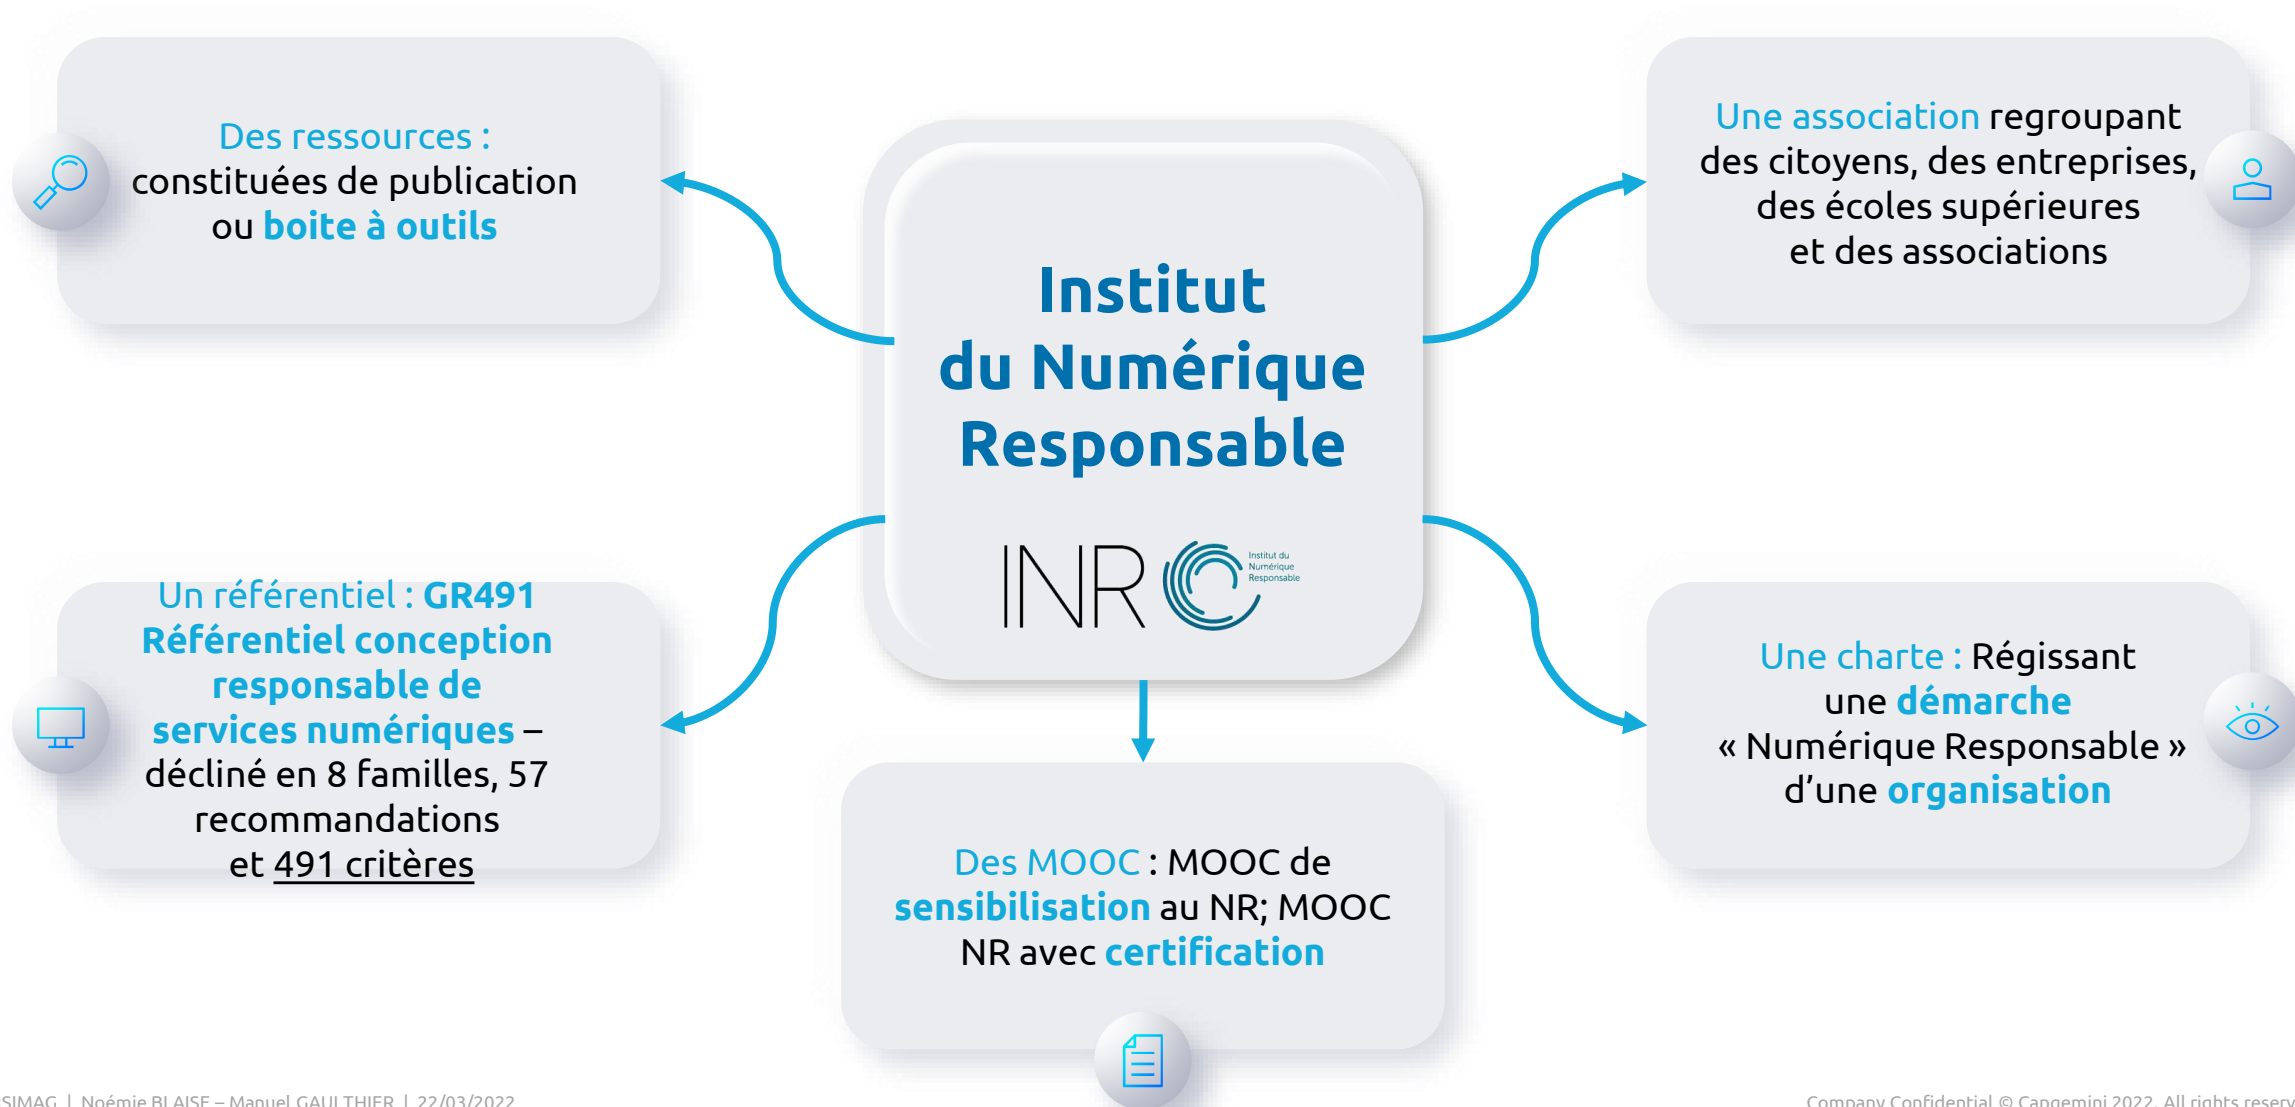 Des ressources :
constituées de publication
ou boite à outils
Une association regroupant
des citoyens, des entreprises,
des écoles supérieures
et des associations
Institut
du Numérique
Responsable
INR
Institut du
Numérique
Responsable
Un référentiel : GR491
Référentiel conception
responsable de
services numériques –
décliné en 8 familles, 57
recommandations
et 491 critères
Une charte : Régissant
une démarche
« Numérique Responsable »
d’une organisation
Des MOOC : MOOC de
sensibilisation au NR; MOOC
NR avec certification
SIMAG | Noémie BLAISE – Manuel GAULTHIER | 22/03/2022
Company Confidential © Capgemini 2022. All rights reserv